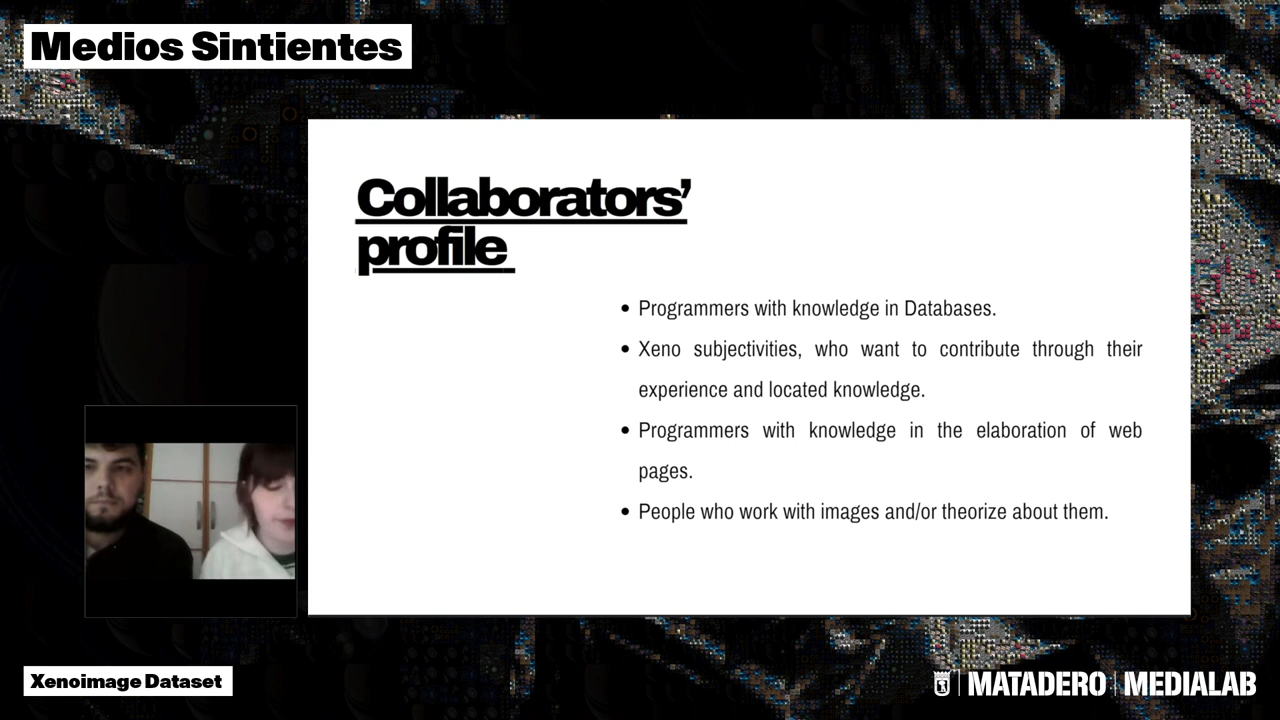 Medios Sintientes
Collaborators'
profile
• Programmers with knowledge in Databases.
• Xeno subjectivities, who want to contribute through their
experience and located knowledge.
• Programmers with knowledge in the elaboration of web
pages.
• People who work with images and/or theorize about them.
Xenoimage Dataset
MATADERO | MEDIALAB